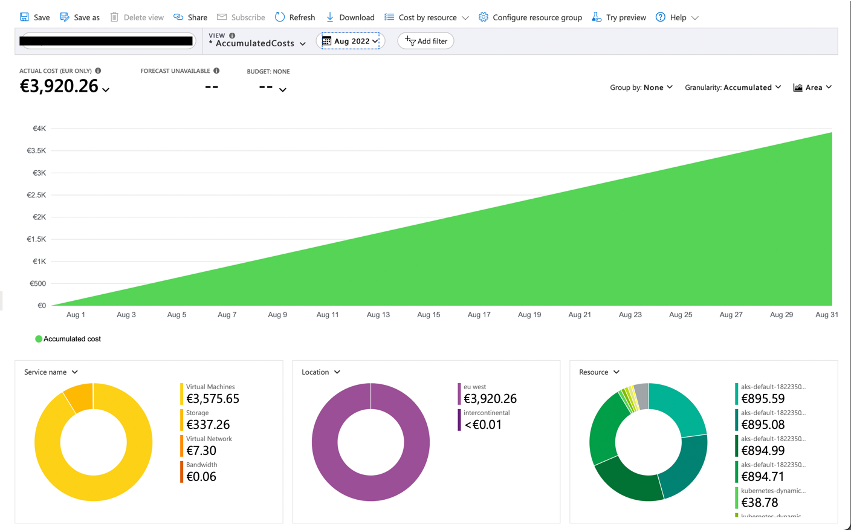 Save Save as Delete view Share Subscribe Refresh Download Cost by resource Configure resource group Try preview Help
VIEW
* AccumulatedCosts Aug 2022 Add filter
ACTUAL COST (EUR ONLY) FORECAST UNAVAILABLE BUDGET: NONE
€3,920.26 -- --
Group by: None Granularity: Accumulated Area
€4K
€3.5K
€3K
€2.5K
€2K
€1.5K
€1K
€500
€0
Aug 1 Aug 3 Aug 5 Aug 7 Aug 9 Aug 11 Aug 13 Aug 15 Aug 17 Aug 19 Aug 21 Aug 23 Aug 25 Aug 27 Aug 29 Aug 31
Accumulated cost
Service name
Virtual Machines
€3,575.65
Storage
€337.26
Virtual Network
€7.30
Bandwidth
€0.06
Location
eu west
€3,920.26
intercontinental
<€0.01
Resource
aks-default-1822350...
€895.59
aks-default-1822350...
€895.08
aks-default-1822350...
€894.99
aks-default-1822350...
€894.71
kubernetes-dynamic...
€38.78
kubernetes-dynamic...